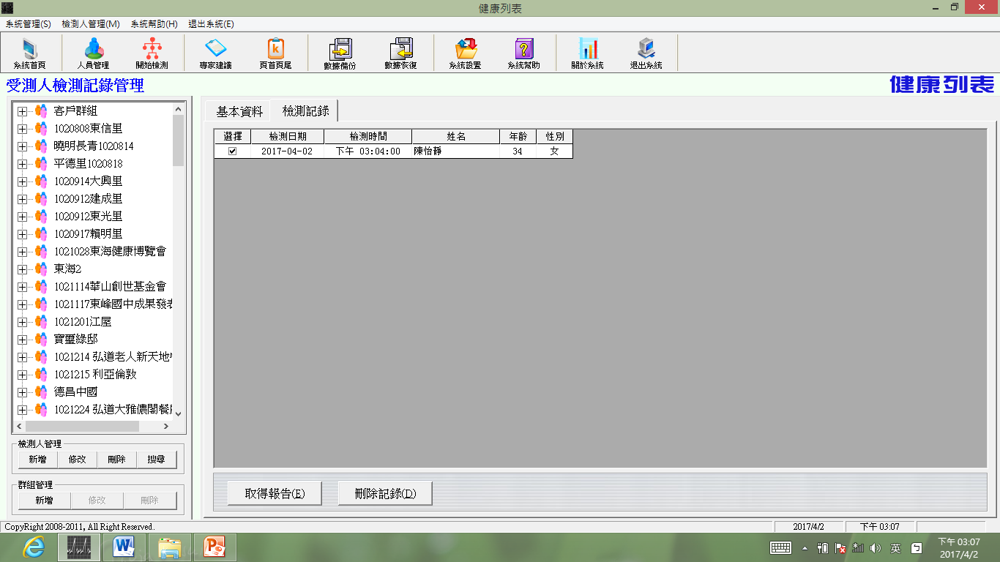 健康列表
系統管理(S) 檢測人管理(M) 系統幫助(H) 退出系統(E)
系統首頁 人員管理 開始檢測 專家建議 頁首頁尾 數據備份 數據恢復 系統設置 系統幫助 關於系統 退出系統
受測人檢測記錄管理
健康列表
客戶群組
1020808東信里
曉明長青1020814
平德里1020818
1020914大興里
1020912建成里
1020912東光里
1020917賴明里
1021028東海健康博覽會
東海2
1021114華山創世基金會
1021117東峰國中成果發表
1021201江屋
寶璽綠邸
1021214 弘道老人新天地
1021215 利亞倫敦
德昌中國
1021224 弘道大雅儂閣餐
檢測人管理
新增 修改 刪除 搜尋
群組管理
新增 修改 刪除
基本資料 檢測記錄
選擇 檢測日期 檢測時間 姓名 年齡 性別
2017-04-02 下午 03:04:00 陳怡靜 34 女
取得報告(E) 刪除記錄(D)
CopyRight 2008-2011, All Right Reserved.
2017/4/2 下午 03:07
英
下午 03:07
2017/4/2